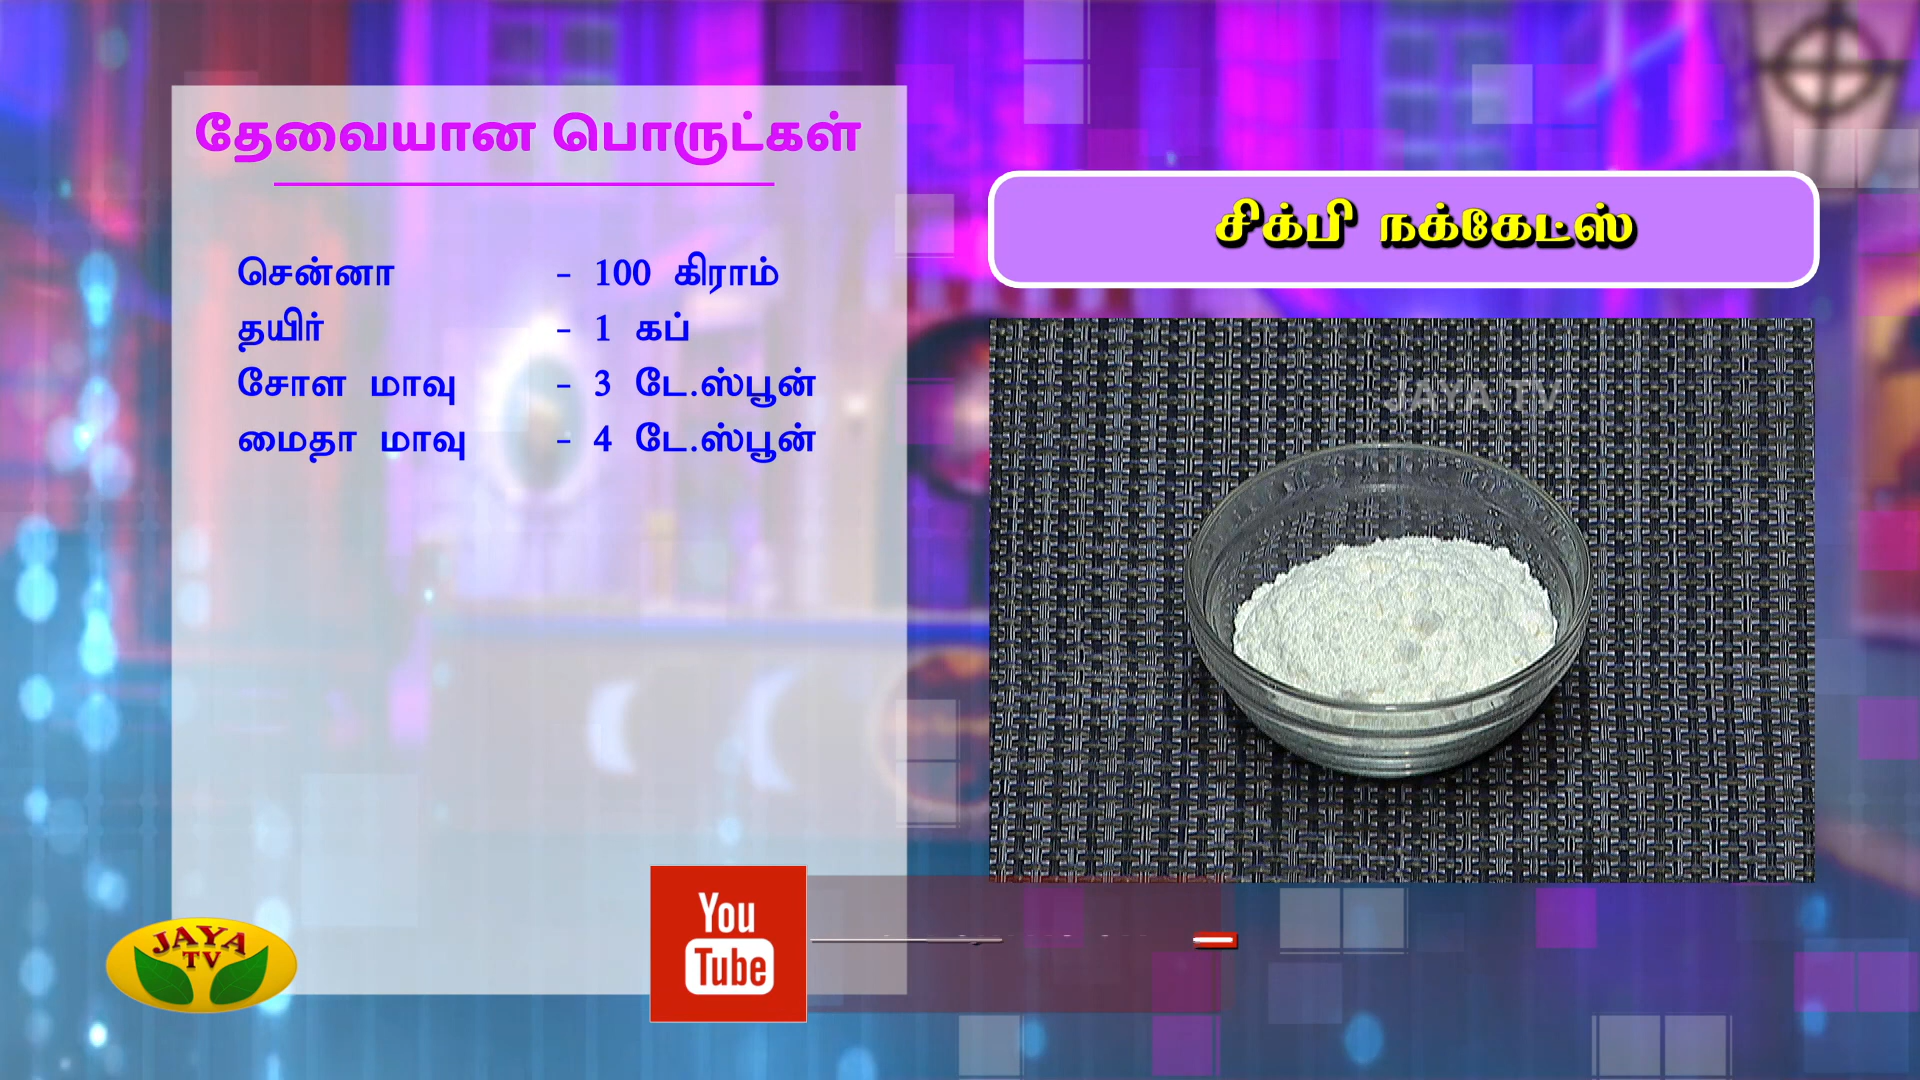 தேவையான பொருட்கள்
சென்னா - 100 கிராம்
தயிர் - 1 கப்
சோள மாவு - 3 டே.ஸ்பூன்
மைதா மாவு - 4 டே.ஸ்பூன்
சிக்பி நக்கேட்ஸ்
JAYA TV
JAYA
TV
You
Tube